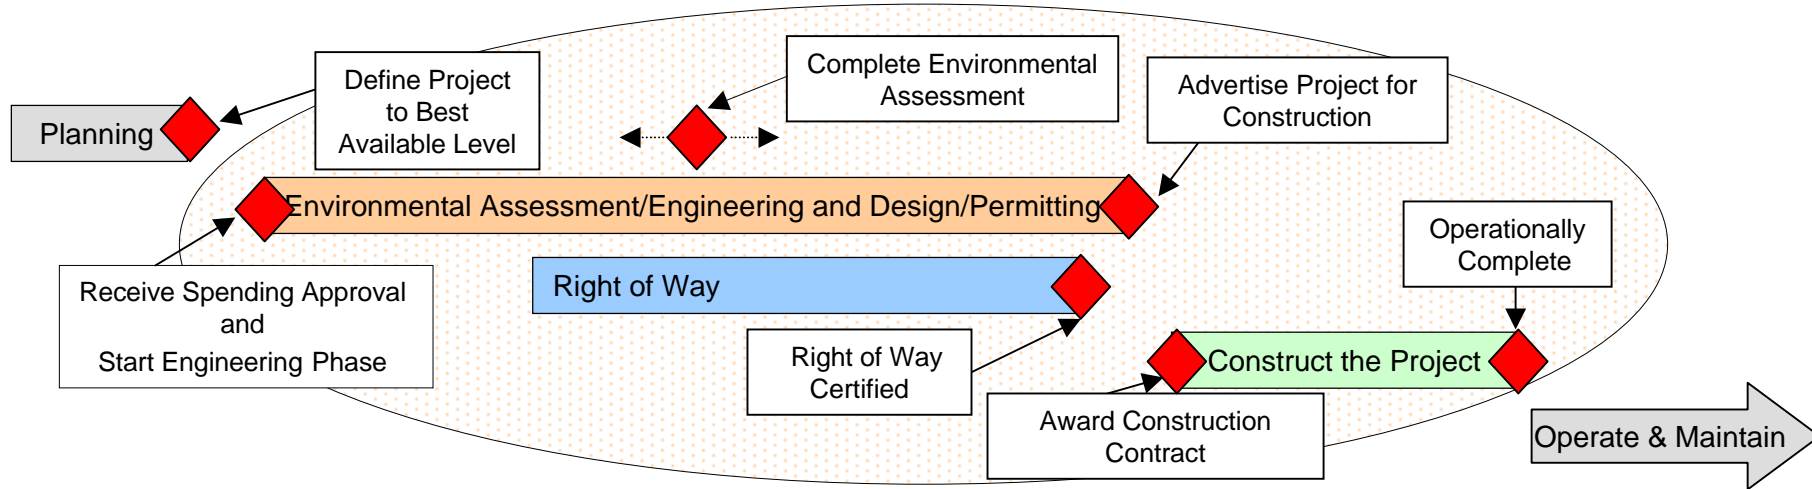 Planning
Define Project
to Best
Available Level
Complete Environmental
Assessment
Advertise Project for
Construction
Environmental Assessment/Engineering and Design/Permitting
Receive Spending Approval
and
Start Engineering Phase
Right of Way
Right of Way
Certified
Operationally
Complete
Construct the Project
Award Construction
Contract
Operate & Maintain